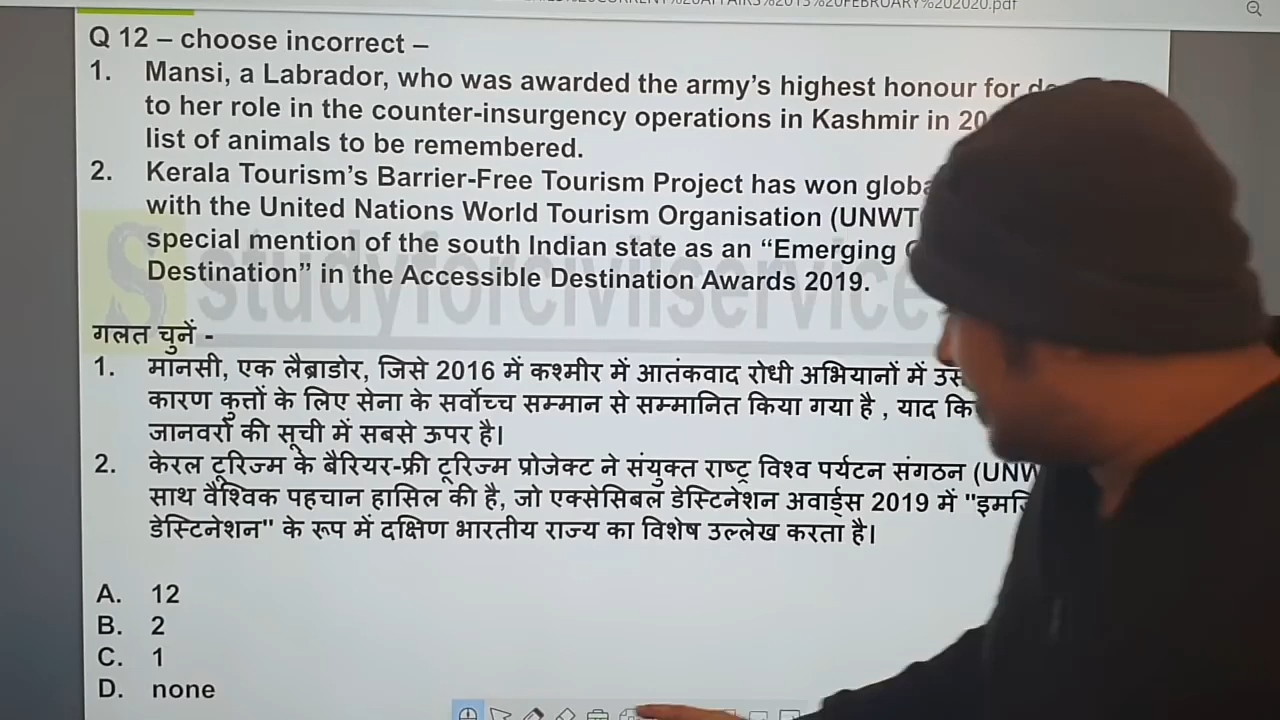 20FEBRUARY%202020.pdf
Q 12 – choose incorrect –
1. Mansi, a Labrador, who was awarded the army's highest honour for
to her role in the counter-insurgency operations in Kashmir in
list of animals to be remembered.
2. Kerala Tourism's Barrier-Free Tourism Project has won
with the United Nations World Tourism Organisation
special mention of the south Indian state as an “Emerging
Destination” in the Accessible Destination Awards 2019.
studyforcivilservice
गलत चुनें -
1. मानसी, एक लैब्राडोर, जिसे 2016 में कश्मीर में आतंकवाद रोधी अभियानों में
कारण कुत्तों के लिए सेना के सर्वोच्च सम्मान से सम्मानित किया गया है , याद
जानवरों की सूची में सबसे ऊपर है।
2. केरल टूरिज्म के बैरियर-फ्री टूरिज्म प्रोजेक्ट ने संयुक्त राष्ट्र विश्व पर्यटन संगठन
साथ वैश्विक पहचान हासिल की है, जो एक्सेसिबल डेस्टिनेशन अवार्ड्स 2019 में
डेस्टिनेशन" के रूप में दक्षिण भारतीय राज्य का विशेष उल्लेख करता है।
A. 12
B. 2
C. 1
D. none